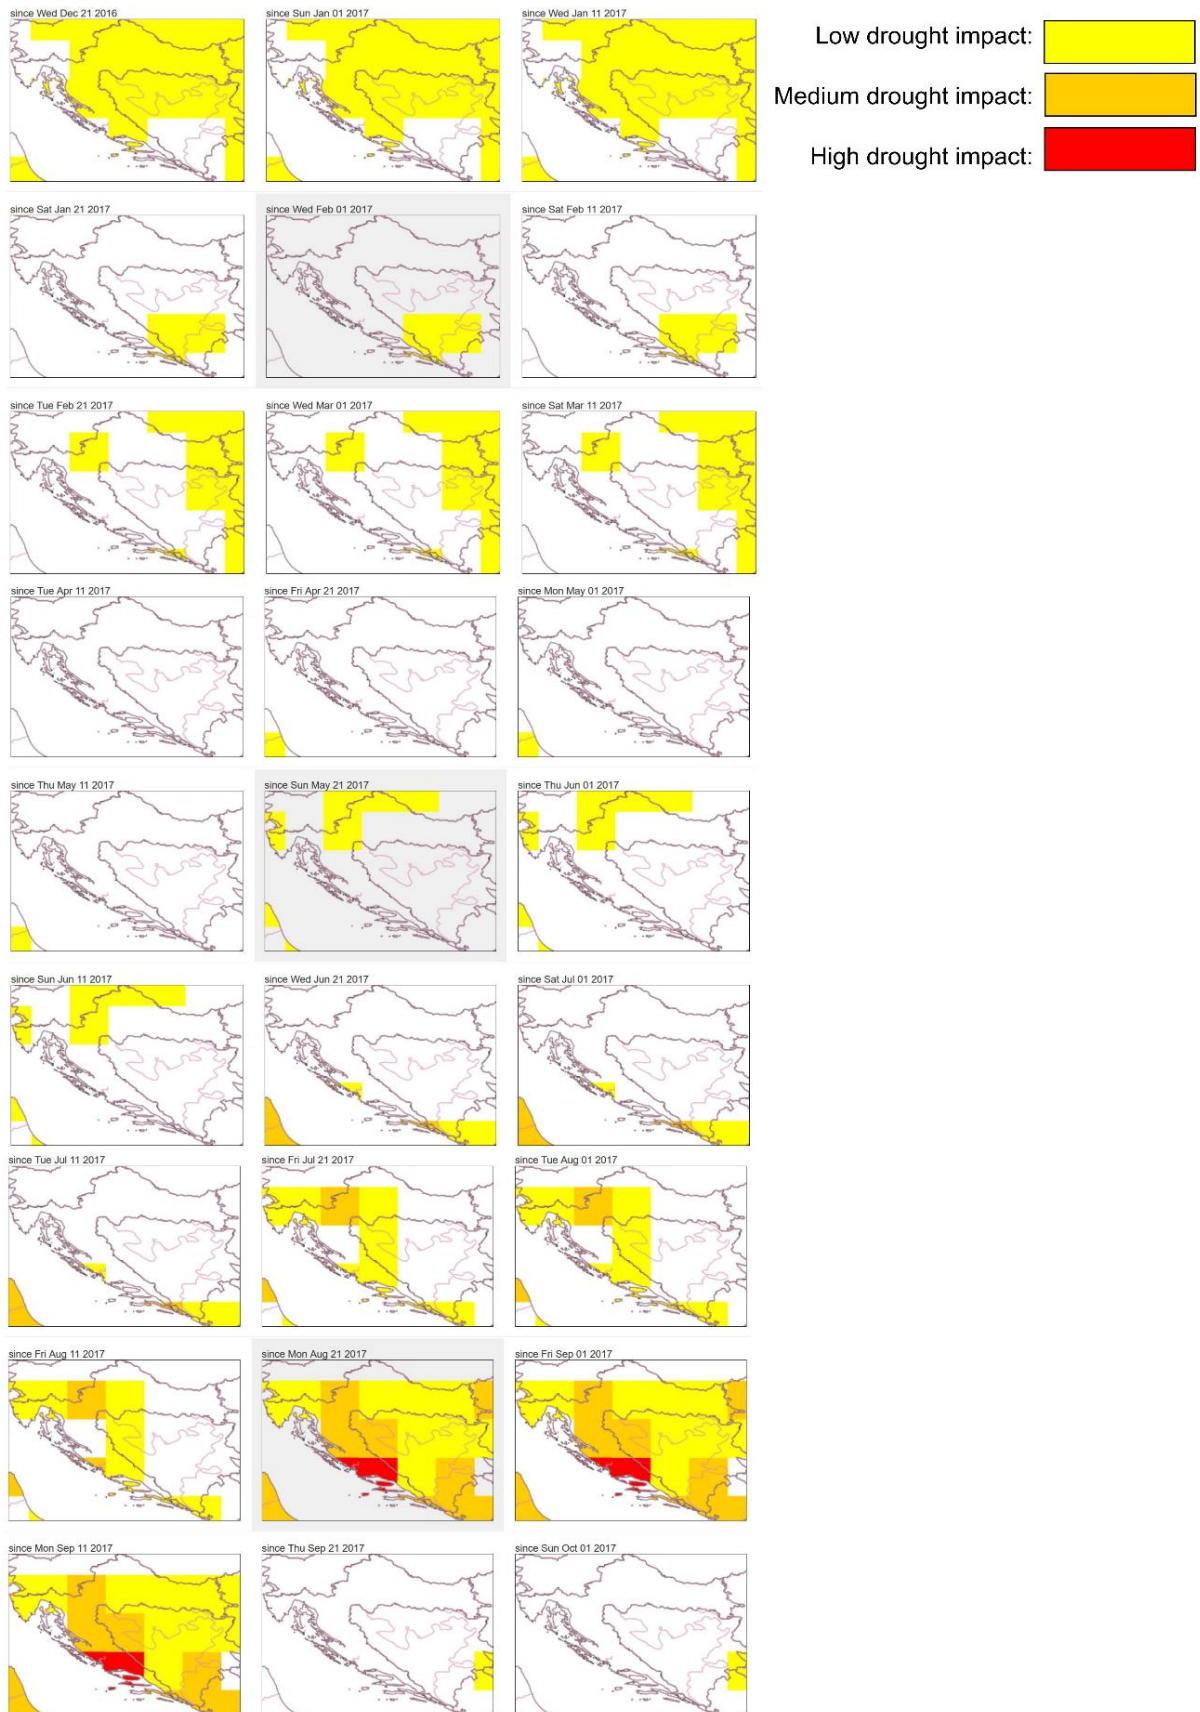 since Wed Dec 21 2016
since Sun Jan 01 2017
since Wed Jan 11 2017
Low drought impact:
Medium drought impact:
High drought impact:
since Sat Jan 21 2017
since Wed Feb 01 2017
since Sat Feb 11 2017
since Tue Feb 21 2017
since Wed Mar 01 2017
since Sat Mar 11 2017
since Tue Apr 11 2017
since Fri Apr 21 2017
since Mon May 01 2017
since Thu May 11 2017
since Sun May 21 2017
since Thu Jun 01 2017
since Sun Jun 11 2017
since Wed Jun 21 2017
since Sat Jul 01 2017
since Tue Jul 11 2017
since Fri Jul 21 2017
since Tue Aug 01 2017
since Fri Aug 11 2017
since Mon Aug 21 2017
since Fri Sep 01 2017
since Mon Sep 11 2017
since Thu Sep 21 2017
since Sun Oct 01 2017